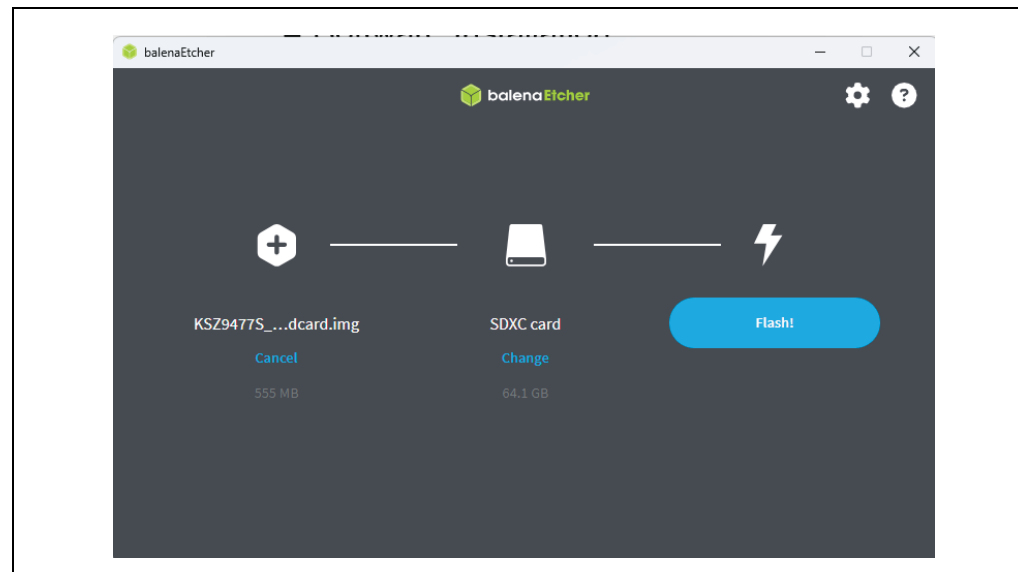 balenaEtcher
balenaEtcher
KSZ9477S_...dcard.img
SDXC card
Flash!
Cancel
Change
555 MB
64.1 GB